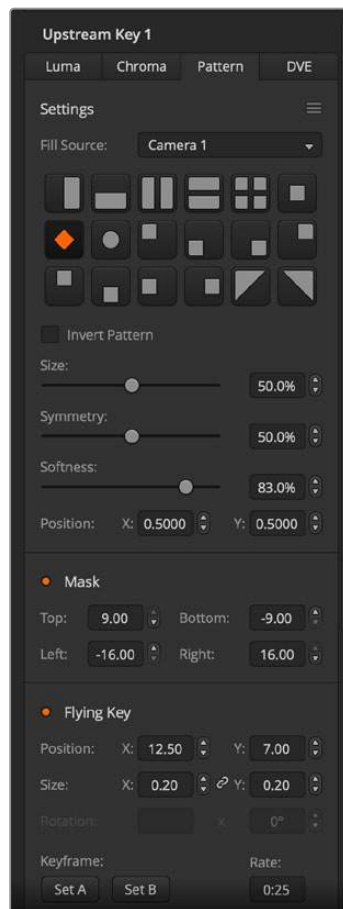 Upstream Key 1
Luma Chroma Pattern DVE
Settings
Fill Source: Camera 1
Invert Pattern
Size:
50.0%
Symmetry:
50.0%
Softness:
83.0%
Position: X: 0.5000 Y: 0.5000
Mask
Top: 9.00 Bottom: -9.00
Left: -16.00 Right: 16.00
Flying Key
Position: X: 12.50 Y: 7.00
Size: X: 0.20 Y: 0.20
Rotation: x 0°
Keyframe: Rate:
Set A Set B 0:25